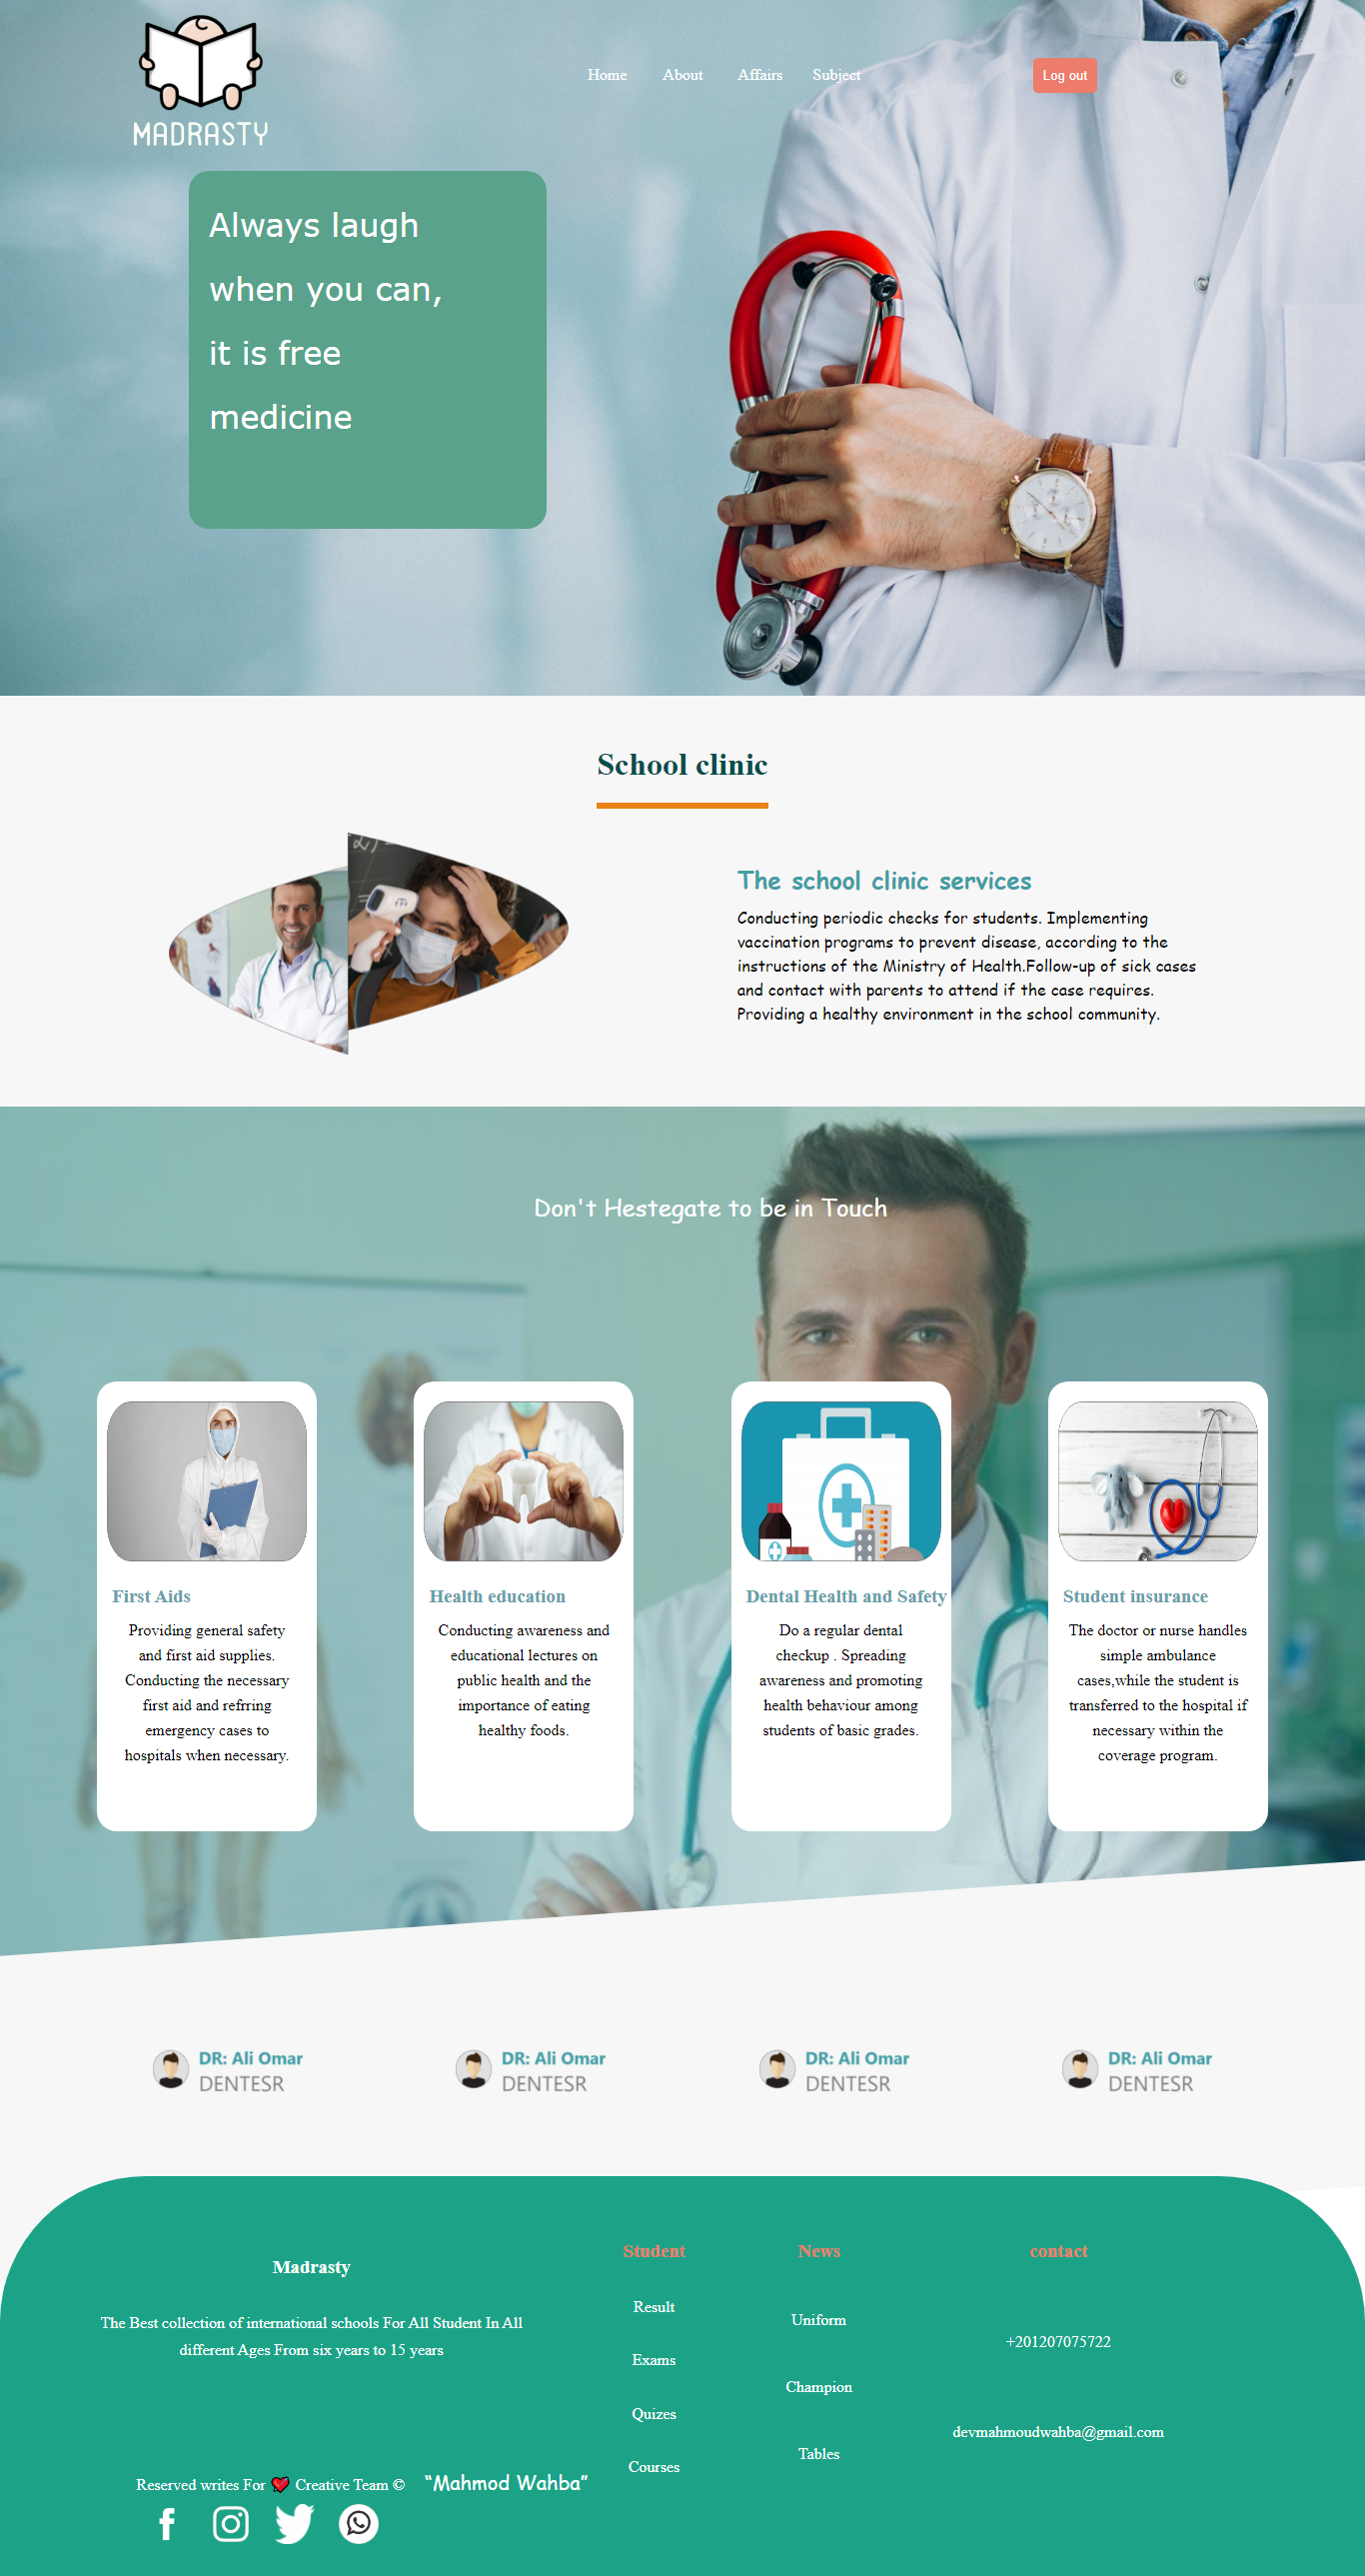 MADRASTY
Home About Affairs Subject Log out
Always laugh
when you can,
it is free
medicine
School clinic
The school clinic services
Conducting periodic checks for students. Implementing
vaccination programs to prevent disease, according to the
instructions of the Ministry of Health.Follow-up of sick cases
and contact with parents to attend if the case requires.
Providing a healthy environment in the school community.
Don't Hestegate to be in Touch
First Aids
Providing general safety
and first aid supplies.
Conducting the necessary
first aid and refrring
emergency cases to
hospitals when necessary.
Health education
Conducting awareness and
educational lectures on
public health and the
importance of eating
healthy foods.
Dental Health and Safety
Do a regular dental
checkup . Spreading
awareness and promoting
health behaviour among
students of basic grades.
Student insurance
The doctor or nurse handles
simple ambulance
cases,while the student is
transferred to the hospital if
necessary within the
coverage program.
DR: Ali Omar
DENTESR
DR: Ali Omar
DENTESR
DR: Ali Omar
DENTESR
DR: Ali Omar
DENTESR
Madrasty
The Best collection of international schools For All Student In All
different Ages From six years to 15 years
Reserved writes For Creative Team © “Mahmod Wahba”
Student
Result
Exams
Quizes
Courses
News
Uniform
Champion
Tables
contact
+201207075722
devmahmoudwahba@gmail.com